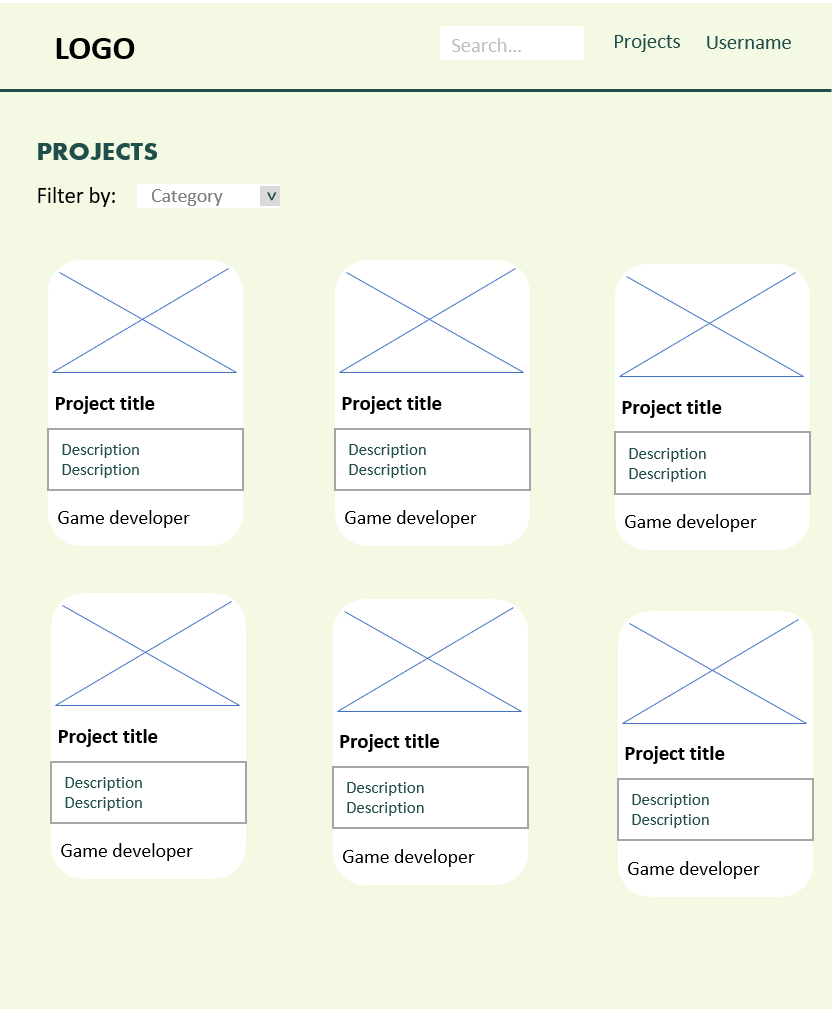 LOGO
Search...
Projects
Username
PROJECTS
Filter by:
Category
v
Project title
Description
Description
Game developer
Project title
Description
Description
Game developer
Project title
Description
Description
Game developer
Project title
Description
Description
Game developer
Project title
Description
Description
Game developer
Project title
Description
Description
Game developer